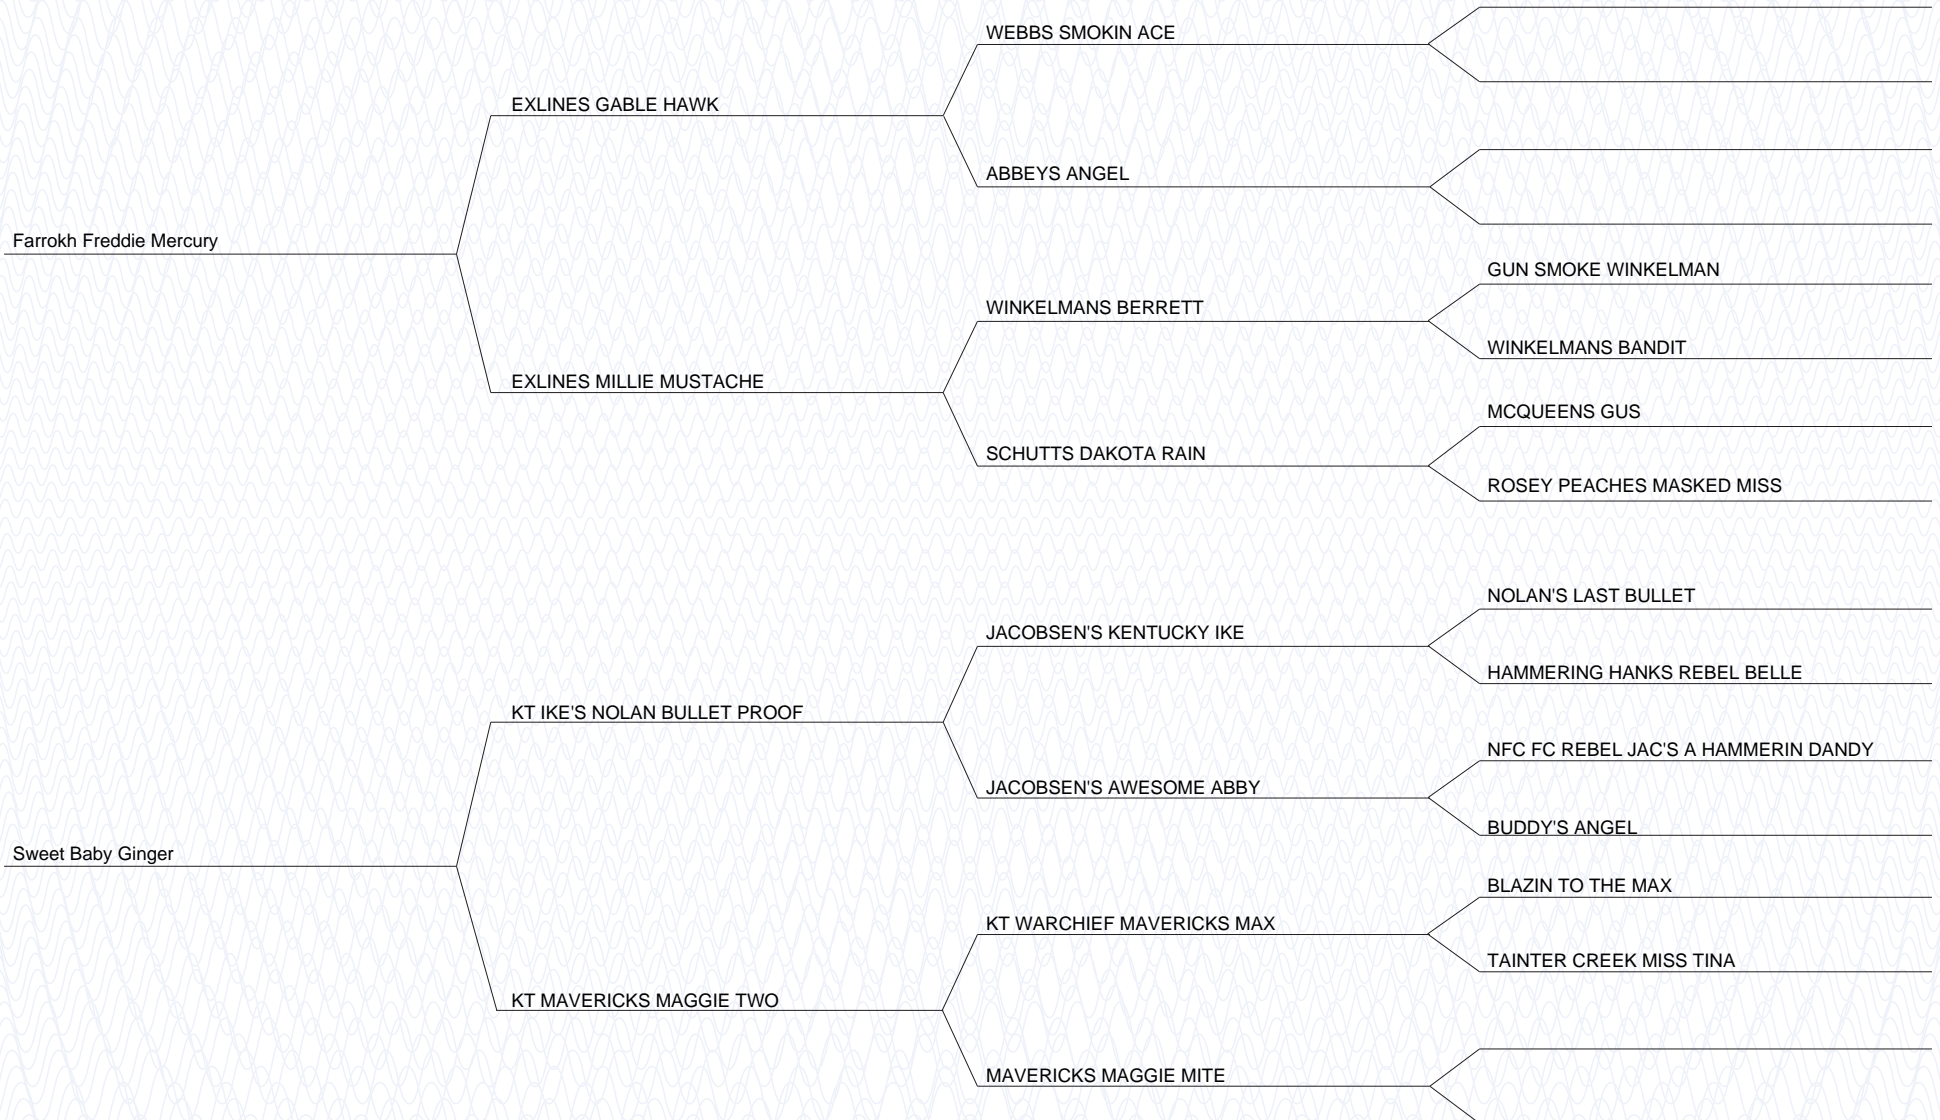 WEBBS SMOKIN ACE
EXLINES GABLE HAWK
ABBEYS ANGEL
Farrokh Freddie Mercury
GUN SMOKE WINKELMAN
WINKELMANS BERRETT
WINKELMANS BANDIT
EXLINES MILLIE MUSTACHE
MCQUEENS GUS
SCHUTTS DAKOTA RAIN
ROSEY PEACHES MASKED MISS
NOLAN'S LAST BULLET
JACOBSEN'S KENTUCKY IKE
HAMMERING HANKS REBEL BELLE
KT IKE'S NOLAN BULLET PROOF
NFC FC REBEL JAC'S A HAMMERIN DANDY
JACOBSEN'S AWESOME ABBY
BUDDY'S ANGEL
Sweet Baby Ginger
BLAZIN TO THE MAX
KT WARCHIEF MAVERICKS MAX
TAINTER CREEK MISS TINA
KT MAVERICKS MAGGIE TWO
MAVERICKS MAGGIE MITE